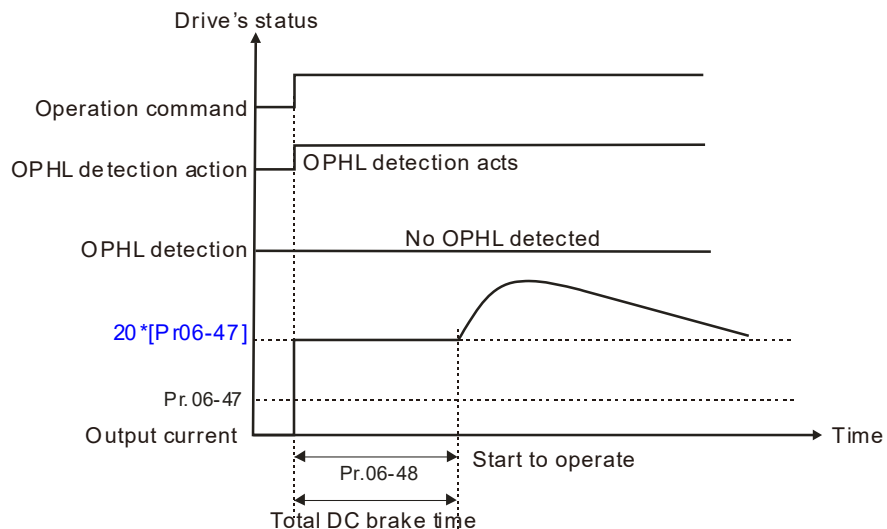 Drive's status
Operation command
OPHL detection action
OPHL detection acts
OPHL detection
No OPHL detected
20*[Pr06-47]
Pr.06-47
Output current
Time
Pr.06-48
Start to operate
Total DC brake time